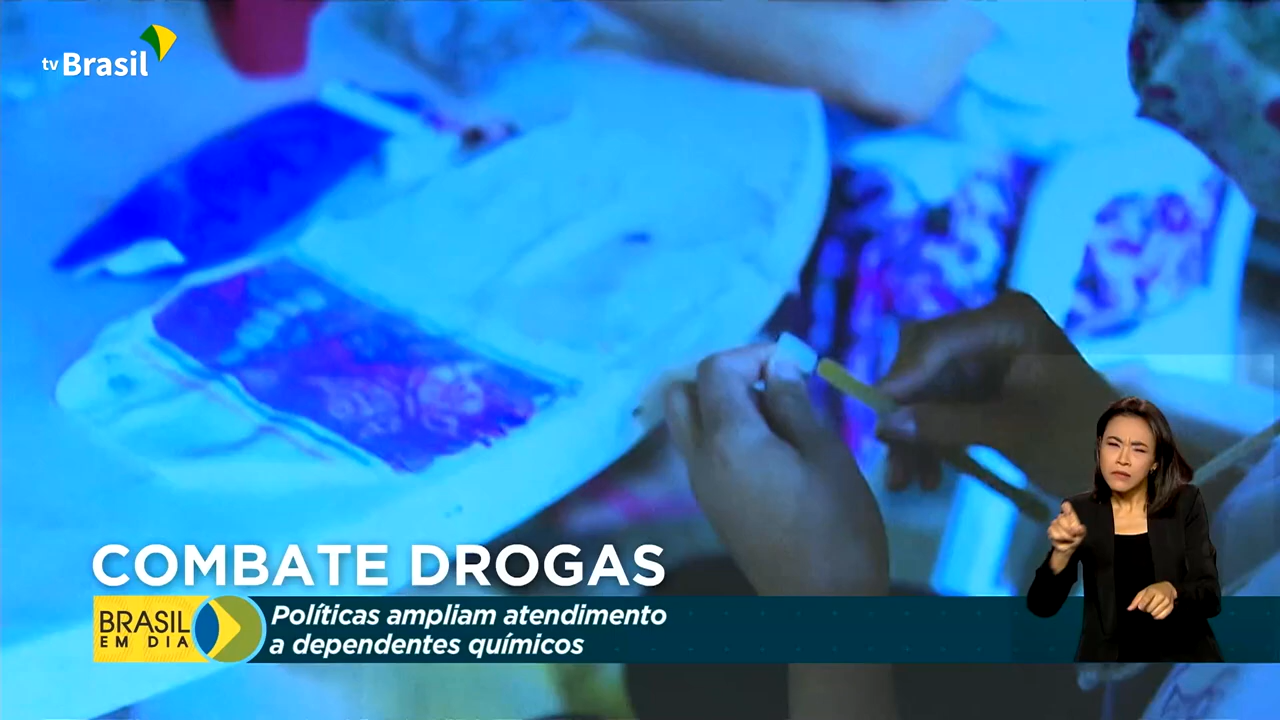 tv Brasil
COMBATE DROGAS
BRASIL
EM DIA
Políticas ampliam atendimento
a dependentes químicos